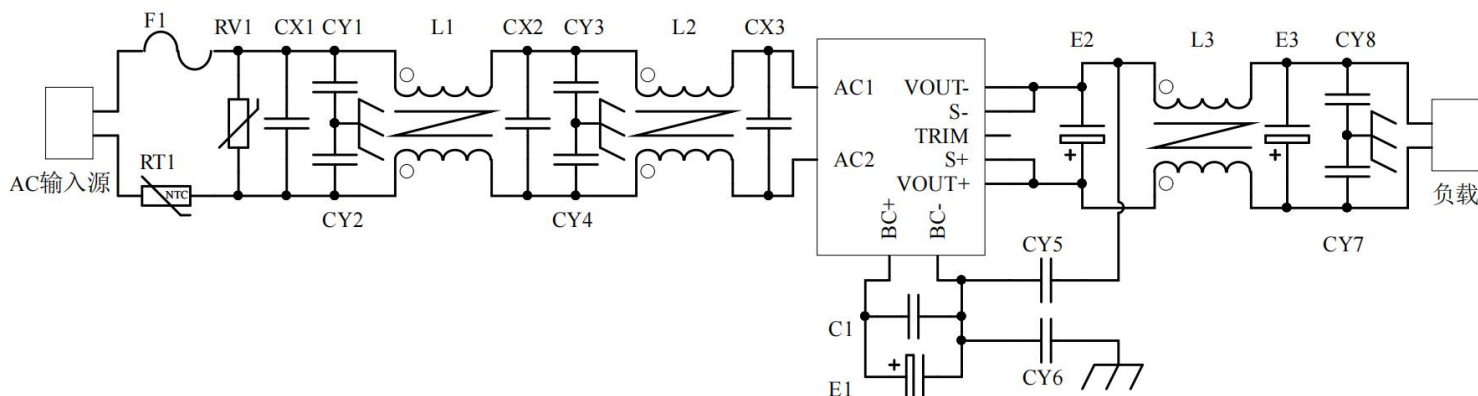 F1
RV1
CX1
CY1
L1
CX2
CY3
L2
CX3
E2
L3
E3
CY8
AC1
VOUT-
S-
TRIM
RT1
AC2
S+
VOUT+
AC输入源
NTC
负载
CY2
CY4
BC+
BC-
CY5
CY7
C1
+
+
+
E1
CY6